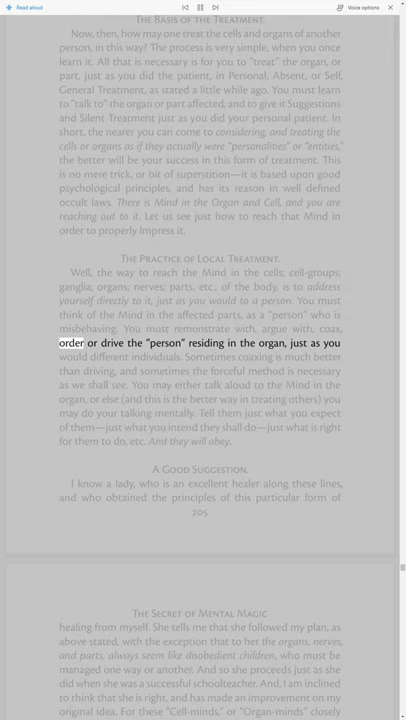 Read aloud
Voice options
The Basis of the Treatment.
Now, then, how may one treat the cells and organs of another
person, in this way? The process is very simple, when you once
learn it. All that is necessary is for you to “treat” the organ, or
part, just as you did the patient, in Personal, Absent, or Self,
General Treatment, as stated a little while ago. You must learn
to “talk to” the organ or part affected, and to give it Suggestions
and Silent Treatment just as you did your personal patient. In
short, the nearer you can come to considering, and treating the
cells or organs as if they actually were “personalities” or “entities,”
the better will be your success in this form of treatment. This
is no mere trick, or bit of superstition—it is based upon good
psychological principles, and has its reason in well defined
occult laws. There is Mind in the Organ and Cell, and you are
reaching out to it. Let us see just how to reach that Mind in
order to properly Impress it.
The Practice of Local Treatment.
Well, the way to reach the Mind in the cells; cell-groups;
ganglia, organs; nerves; parts, etc., of the body, is to address
yourself directly to it, just as you would to a person. You must
think of the Mind in the affected parts, as a “person” who is
misbehaving. You must remonstrate with, argue with, coax,
order or drive the “person” residing in the organ, just as you
would different individuals. Sometimes coaxing is much better
than driving, and sometimes the forceful method is necessary
as we shall see. You may either talk aloud to the Mind in the
organ, or else (and this is the better way in treating others) you
may do your talking mentally. Tell them just what you expect
of them—just what you intend they shall do—just what is right
for them to do, etc. And they will obey.
A Good Suggestion.
I know a lady, who is an excellent healer along these lines,
and who obtained the principles of this particular form of
205
The Secret of Mental Magic
healing from myself. She tells me that she followed my plan, as
above stated, with the exception that to her the organs, nerves,
and parts, always seem like disobedient children, who must be
managed one way or another. And so she proceeds just as she
did when she was a successful schoolteacher. And, I am inclined
to think that she is right, and has made an improvement on my
original idea. For these “Cell-minds,” or “Organ-minds” closely